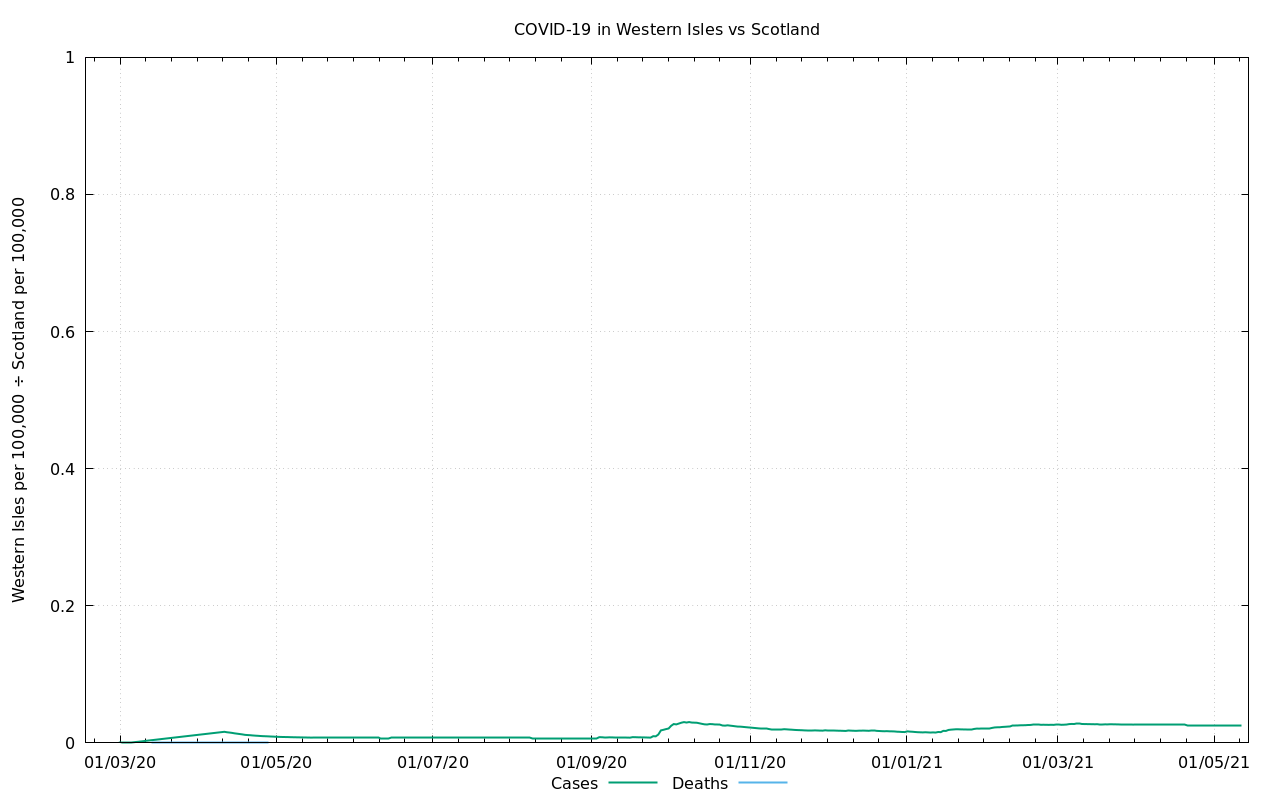 COVID-19 in Western Isles vs Scotland
Western Isles per 100,000 ÷ Scotland per 100,000
1
0.8
0.6
0.4
0.2
0
01/03/20 01/05/20 01/07/20 01/09/20 01/11/20 01/01/21 01/03/21 01/05/21
Cases Deaths